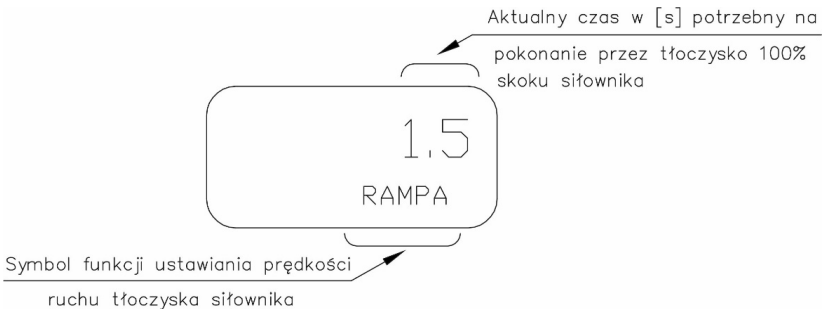 Aktualny czas w [s] potrzebny na
pokonanie przez tłoczysko 100%
skoku siłownika
1.5
RAMPA
Symbol funkcji ustawiania prędkości
ruchu tłoczyska siłownika